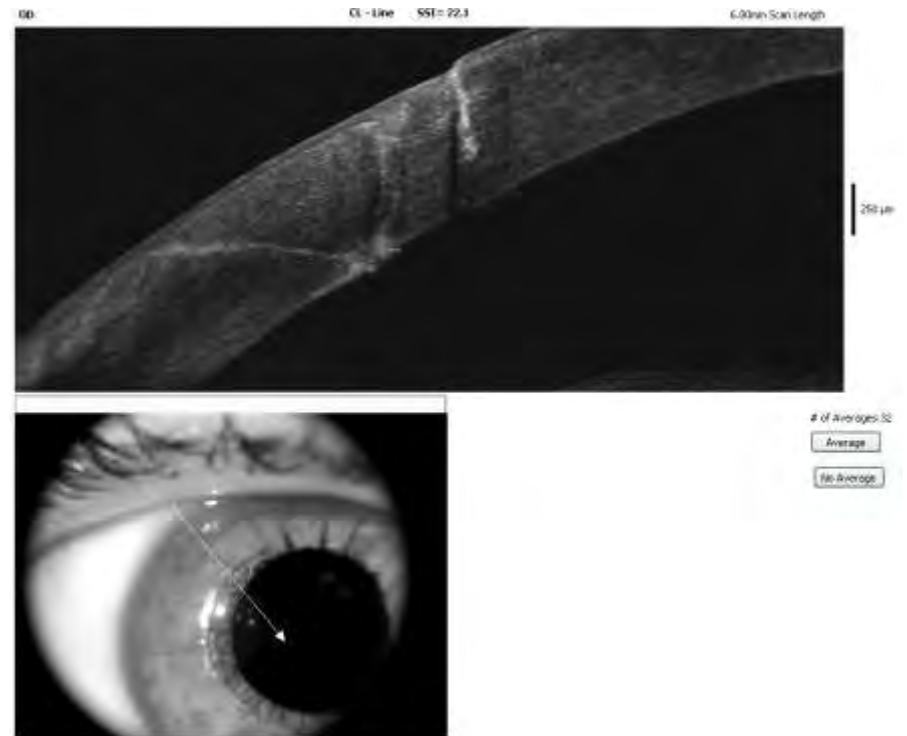 OD
CL - Line SSI= 22.3
6.00mm Scan Length
250 µm
# of Averages 32
Average
No Average